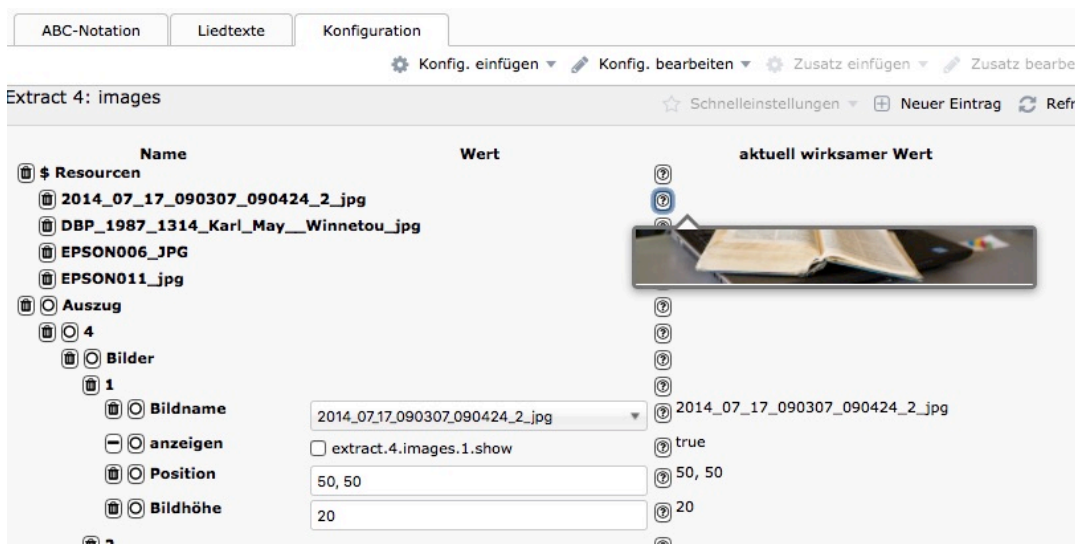 ABC-Notation Liedtexte Konfiguration
Konfig. einfügen Konfig. bearbeiten Zusatz einfügen Zusatz bearbe
Extract 4: images Schnelleinstellungen Neuer Eintrag Refr
Name Wert aktuell wirksamer Wert
$ Resourcen
2014_07_17_090307_090424_2_jpg
DBP_1987_1314_Karl_May__Winnetou_jpg
EPSON006_JPG
EPSON011_jpg
Auszug
4
Bilder
1
Bildname 2014_07_17_090307_090424_2_jpg 2014_07_17_090307_090424_2_jpg
anzeigen extract.4.images.1.show true
Position 50, 50 50, 50
Bildhöhe 20 20